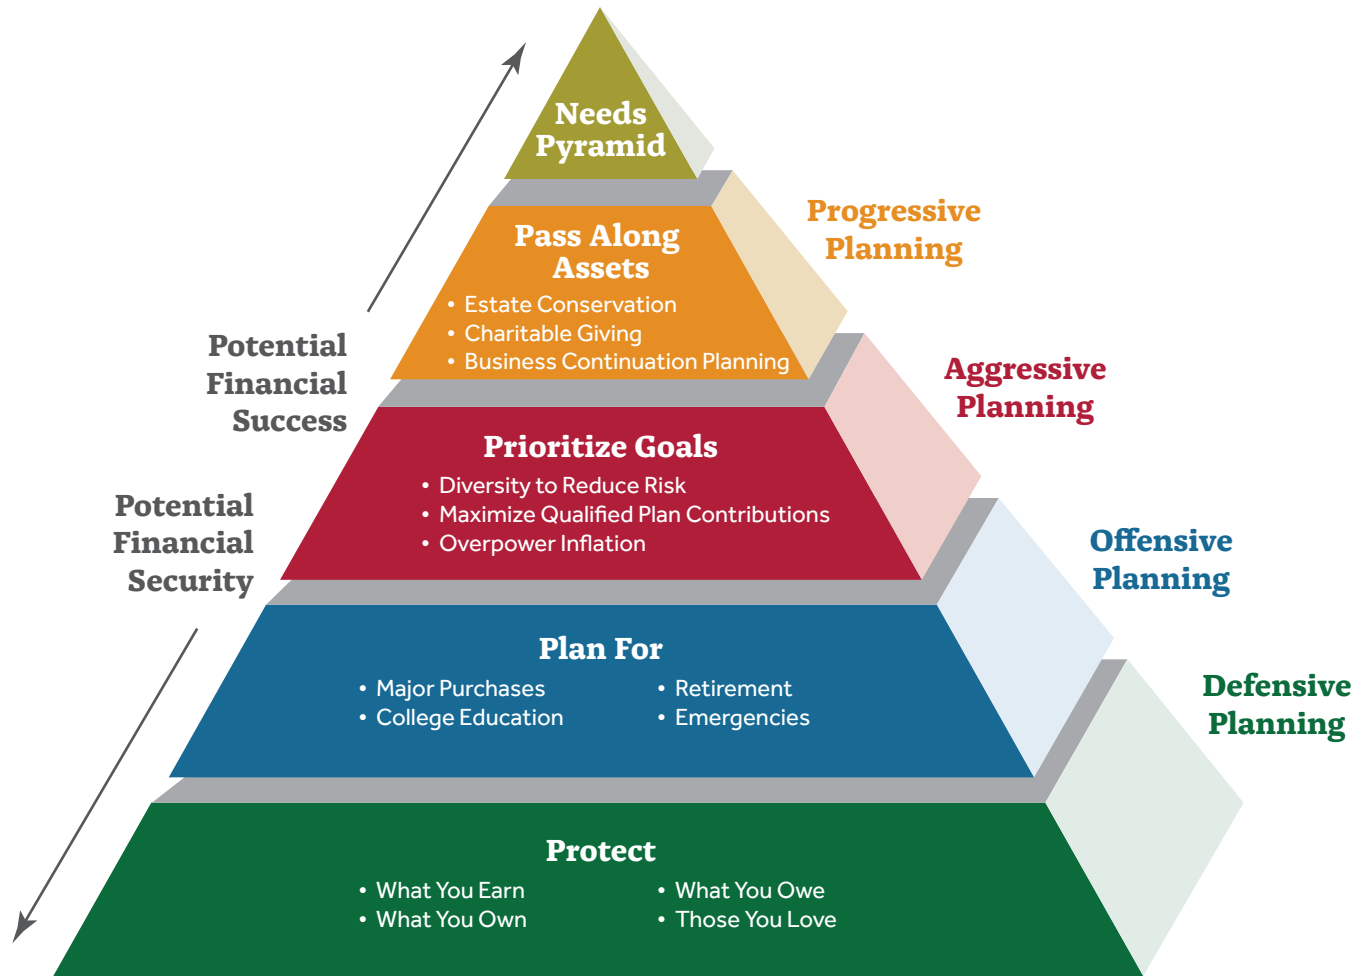 Needs
Pyramid
Progressive
Planning
Pass Along
Assets
• Estate Conservation
• Charitable Giving
• Business Continuation Planning
Potential
Financial
Success
Aggressive
Planning
Prioritize Goals
• Diversity to Reduce Risk
• Maximize Qualified Plan Contributions
• Overpower Inflation
Potential
Financial
Security
Offensive
Planning
Plan For
• Major Purchases
• College Education
• Retirement
• Emergencies
Defensive
Planning
Protect
• What You Earn
• What You Own
• What You Owe
• Those You Love